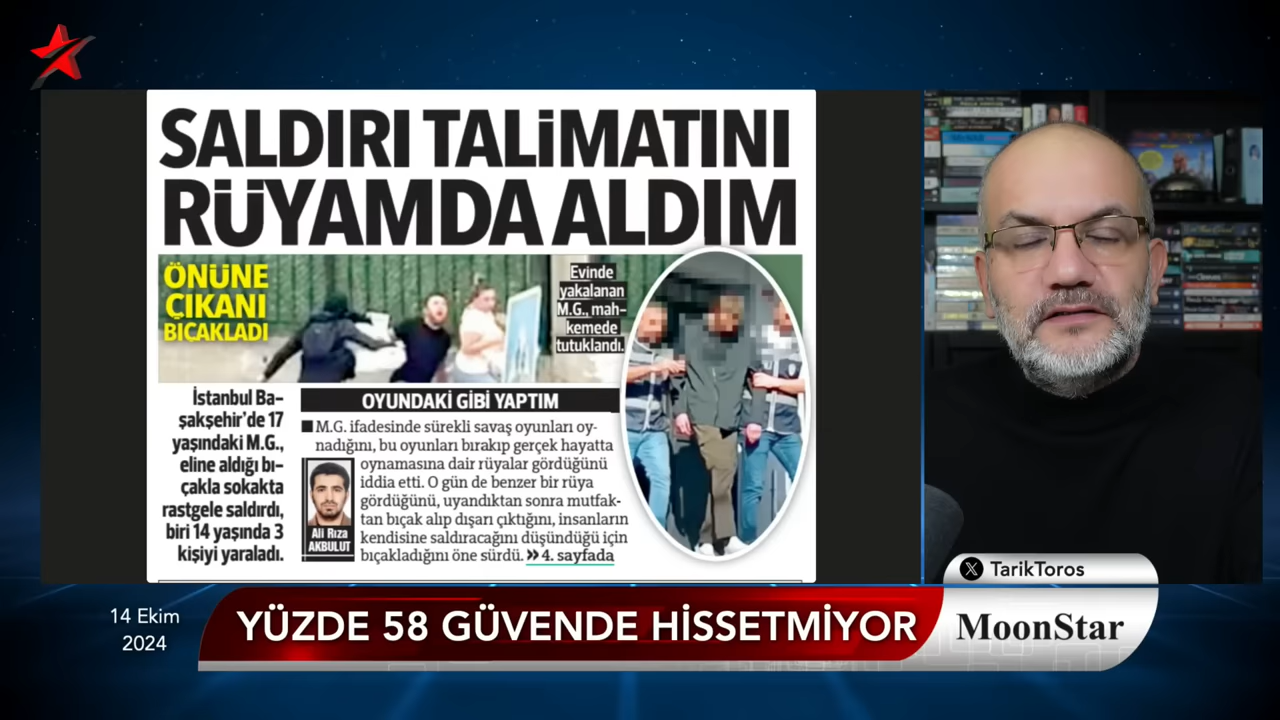 SALDIRI TALİMATINI
RÜYAMDA ALDIM
ÖNÜNE
ÇIKANI
BIÇAKLADI
Evinde
yakalanan
M.G., mah-
kemede
tutuklandı.
İstanbul Ba-
şakşehir'de 17
yaşındaki M.G.,
eline aldığı bı-
çakla sokakta
rastgele saldırdı,
biri 14 yaşında 3
kişiyi yaraladı.
OYUNDAKİ GİBİ YAPTIM
M.G. ifadesinde sürekli savaş oyunları oy-
nadığını, bu oyunları bırakıp gerçek hayatta
oynamasına dair rüyalar gördüğünü
iddia etti. O gün de benzer bir rüya
gördüğünü, uyandıktan sonra mutfak-
tan bıçak alıp dışarı çıktığını, insanların
kendisine saldıracağını düşündüğü için
bıçakladığını öne sürdü. » 4. sayfada
Ali Rıza
AKBULUT
TarikToros
14 Ekim
2024
YÜZDE 58 GÜVENDE HİSSETMİYOR
MoonStar